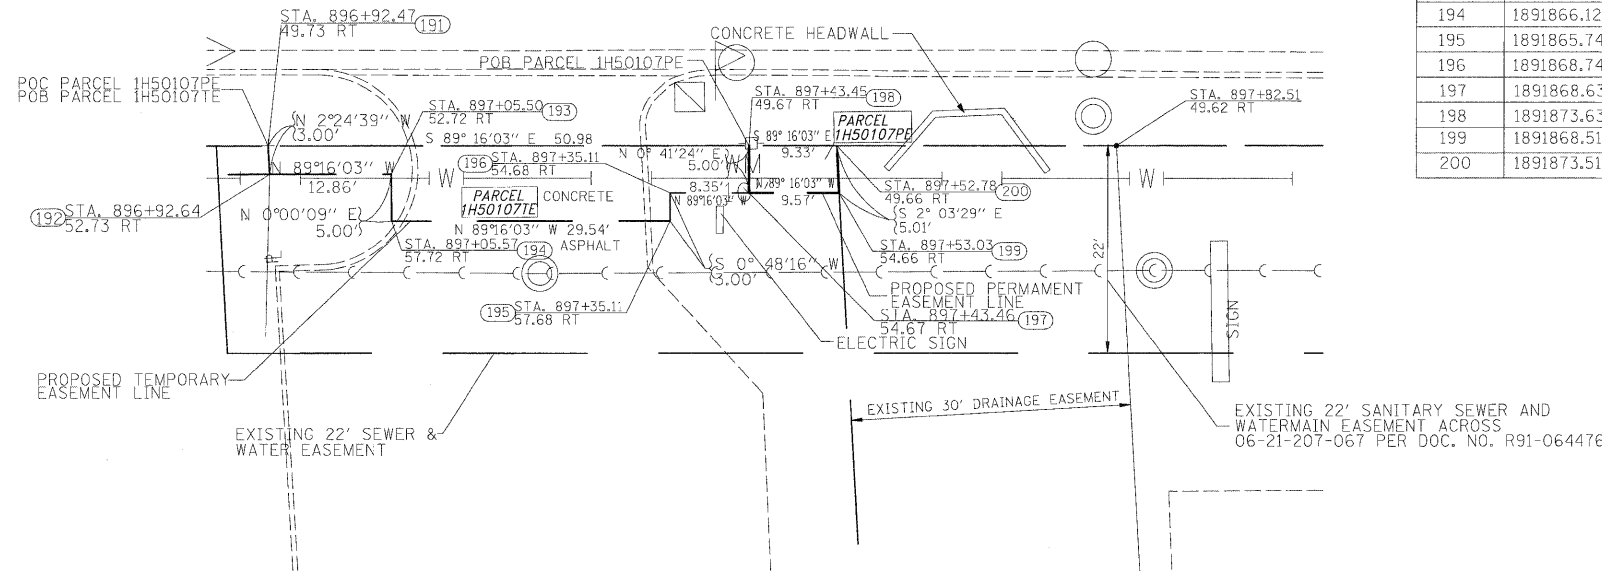 STA. 896+92.47
49.73 RT
191
CONCRETE HEADWALL
POB PARCEL 1H50107PE
POC PARCEL 1H50107PE
POB PARCEL 1H50107TE
STA. 897+05.50
52.72 RT
193
STA. 897+43.45
49.67 RT
198
STA. 897+82.51
49.62 RT
N 2°24'39" W
3.00'
S 89° 16'03" E 50.98
S 89° 16'03" E
9.33'
PARCEL
1H50107PE
N 89°16'03" W
12.86'
196
STA. 897+35.11
54.68 RT
N 0° 41'24" E
5.00'
W
W
M
W
PARCEL
1H50107TE
CONCRETE
8.35'
N 89°16'03" W
N 89° 16'03" W
9.57'
STA. 897+52.78
49.66 RT
200
192
STA. 896+92.64
52.73 RT
N 0°00'09" E
5.00'
S 2° 03'29" E
5.01'
N 89°16'03" W 29.54'
STA. 897+05.57
57.72 RT
194
ASPHALT
STA. 897+53.03
54.66 RT
199
22'
S 0° 48'16" W
3.00'
PROPOSED PERMAMENT
EASEMENT LINE
195
STA. 897+35.11
57.68 RT
STA. 897+43.46
54.67 RT
197
SIGN
ELECTRIC SIGN
PROPOSED TEMPORARY
EASEMENT LINE
EXISTING 30' DRAINAGE EASEMENT
EXISTING 22' SEWER &
WATER EASEMENT
EXISTING 22' SANITARY SEWER AND
WATERMAIN EASEMENT ACROSS
06-21-207-067 PER DOC. NO. R91-064476
194 1891866.12
195 1891865.74
196 1891868.74
197 1891868.63
198 1891873.63
199 1891868.51
200 1891873.51